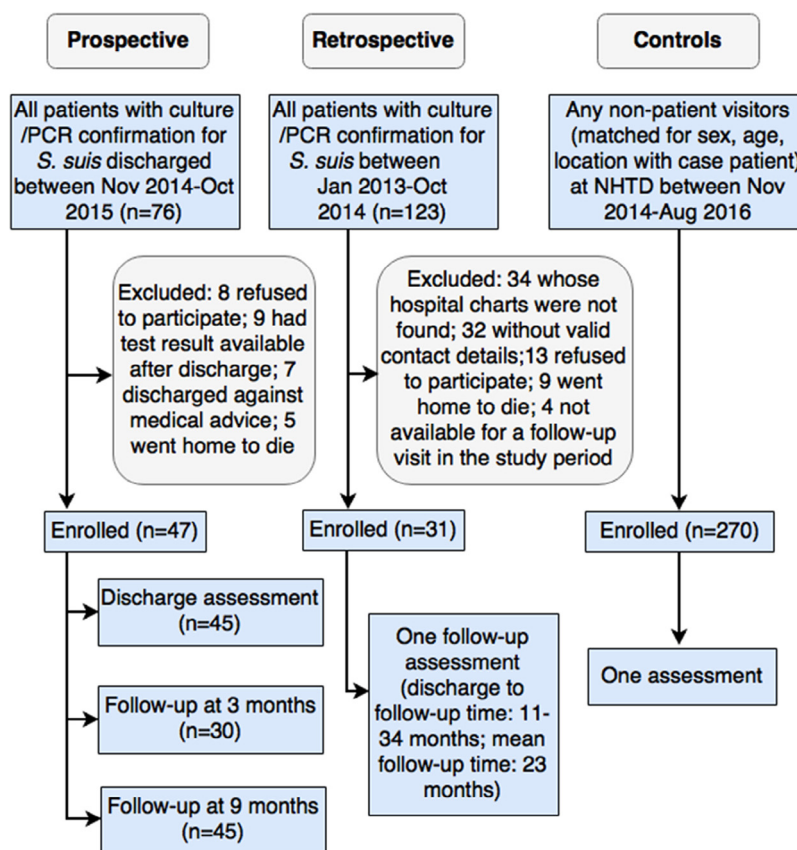 Prospective
All patients with culture
/PCR confirmation for
S. suis discharged
between Nov 2014-Oct
2015 (n=76)
Excluded: 8 refused
to participate; 9 had
test result available
after discharge; 7
discharged against
medical advice; 5
went home to die
Enrolled (n=47)
Discharge assessment
(n=45)
Follow-up at 3 months
(n=30)
Follow-up at 9 months
(n=45)
Retrospective
All patients with culture
/PCR confirmation for
S. suis between
Jan 2013-Oct
2014 (n=123)
Excluded: 34 whose
hospital charts were not
found; 32 without valid
contact details;13 refused
to participate; 9 went
home to die; 4 not
available for a follow-up
visit in the study period
Enrolled (n=31)
One follow-up
assessment
(discharge to
follow-up time: 11-
34 months; mean
follow-up time: 23
months)
Controls
Any non-patient visitors
(matched for sex, age,
location with case patient)
at NHTD between Nov
2014-Aug 2016
Enrolled (n=270)
One assessment